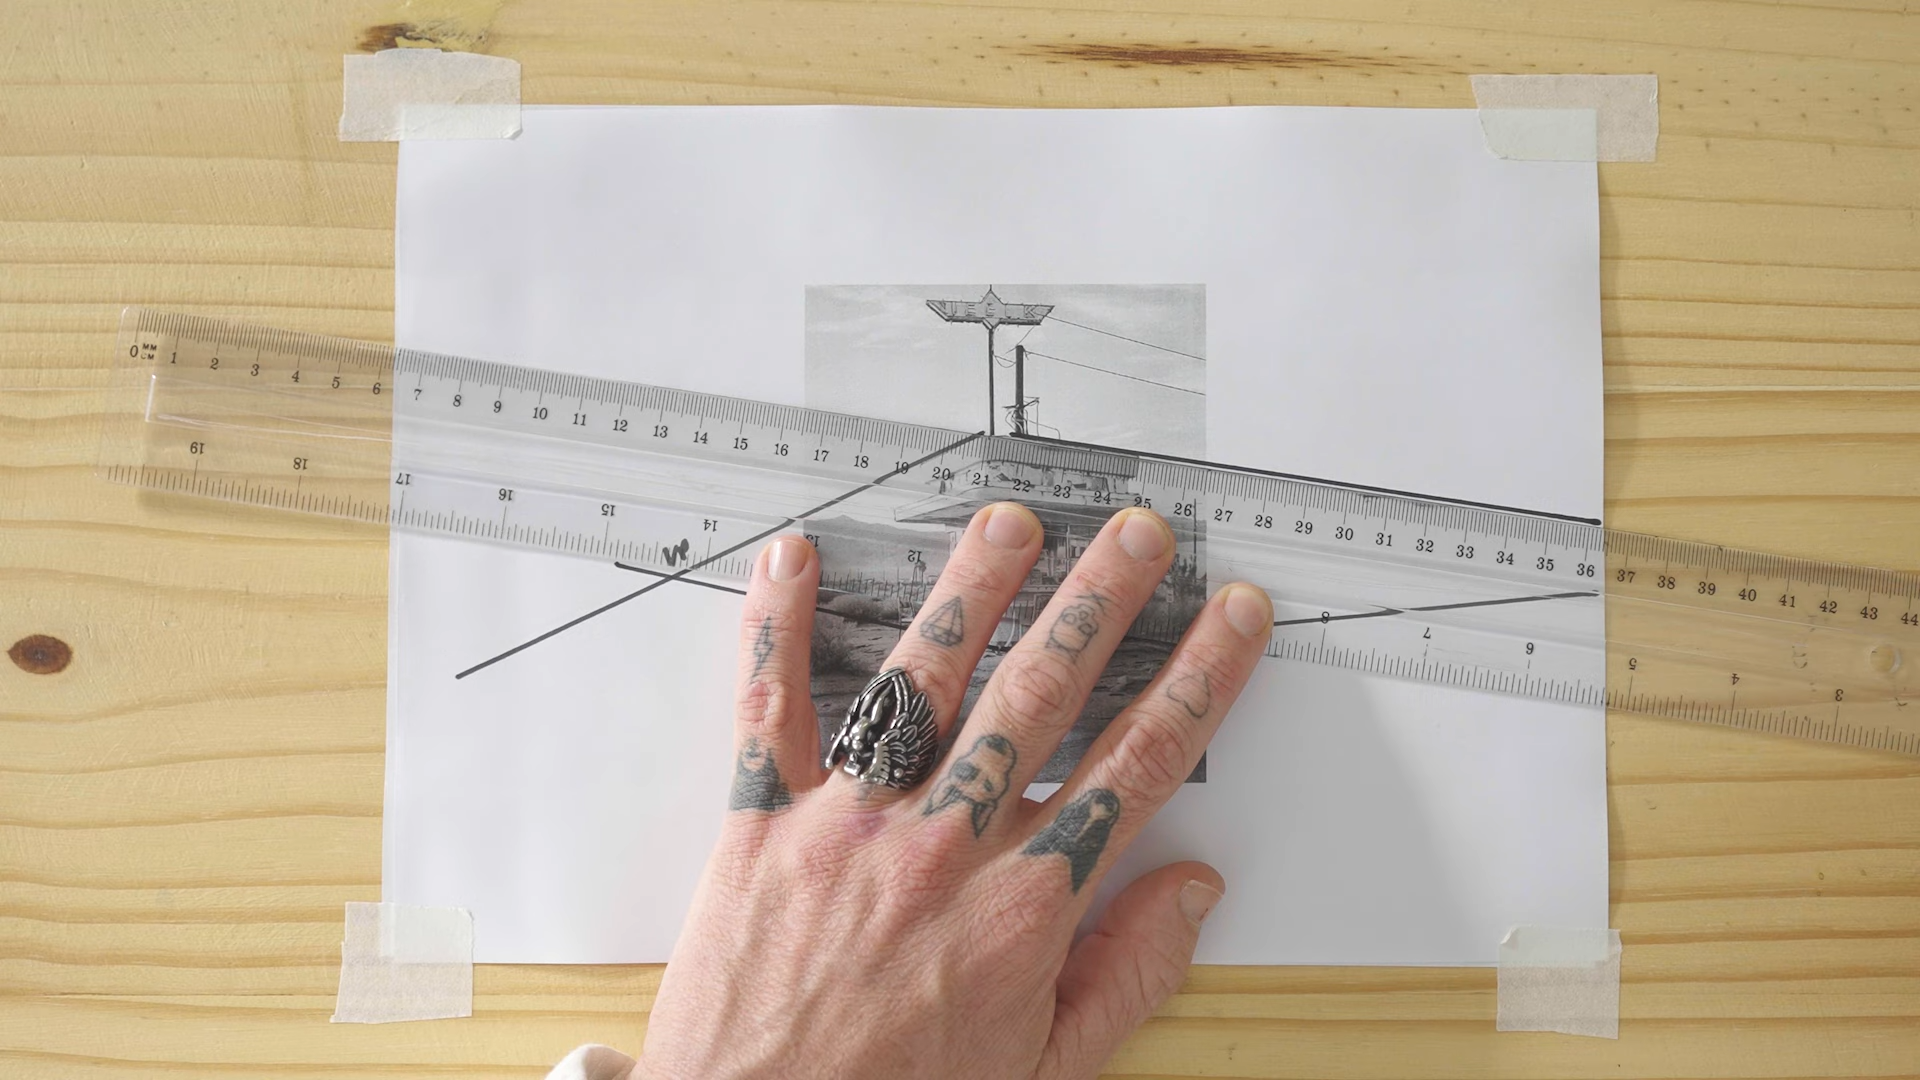 VE K
0 MM CM 1 2 3 4 5 6 7 8 9 10 11 12 13 14 15 16 17 18 19 20 21 22 23 24 25 26 27 28 29 30 31 32 33 34 35 36 37 38 39 40 41 42 43 44
19 18 17 16 15 14 13 12 8 7 6 5 4 3
VP